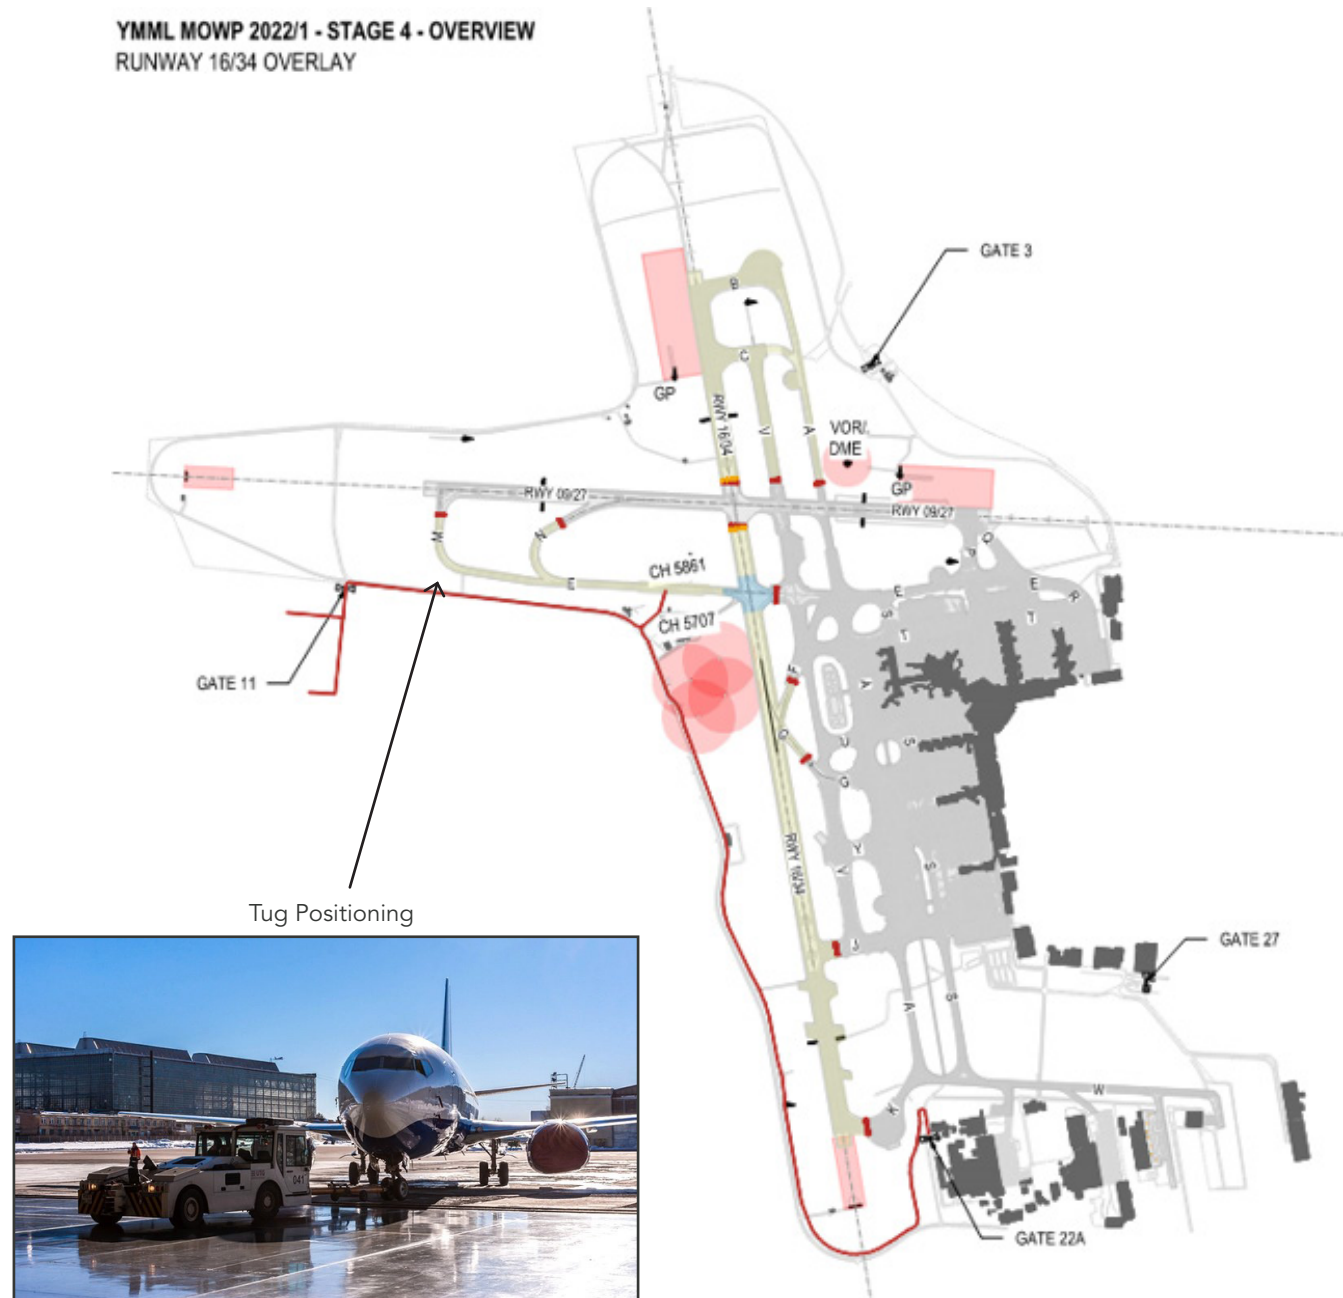 YMML MOWP 2022/1 - STAGE 4 - OVERVIEW
RUNWAY 16/34 OVERLAY
GATE 3
B
C
GP
RWY 16/34
V
A
VOR/.
DME
GP
RWY 09/27
RWY 09/27
M
N
Q
P
CH 5861
E
E
E
R
S
T
T
CH 5707
GATE 11
F
A
Q
U
S
G
Y
RWY 16/34
V
S
Tug Positioning
J
GATE 27
A
S
K
W
GATE 22A
041